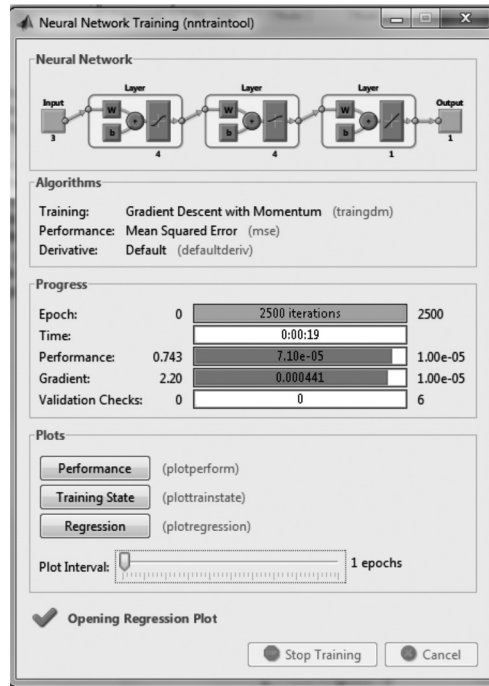 Neural Network Training (nntraintool)
Neural Network
Layer Layer Layer
Input Output
W W W
+ + +
b b b
3 1
4 4 1
Algorithms
Training: Gradient Descent with Momentum (traingdm)
Performance: Mean Squared Error (mse)
Derivative: Default (defaultderiv)
Progress
Epoch: 0 2500 iterations 2500
Time: 0:00:19
Performance: 0.743 7.10e-05 1.00e-05
Gradient: 2.20 0.000441 1.00e-05
Validation Checks: 0 0 6
Plots
Performance (plotperform)
Training State (plottrainstate)
Regression (plotregression)
Plot Interval: 1 epochs
Opening Regression Plot
Stop Training Cancel